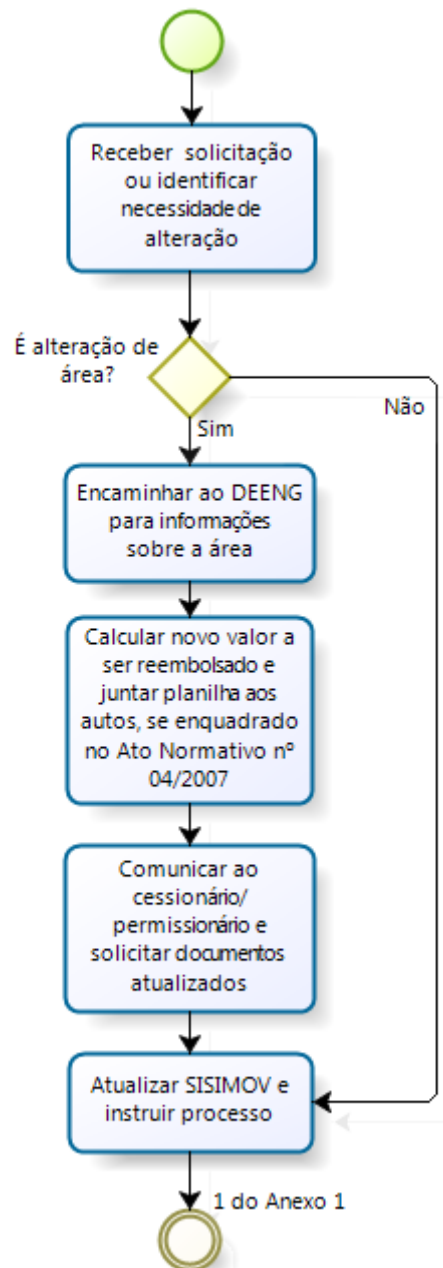 Receber solicitação
ou identificar
necessidade de
alteração
É alteração de
área?
Não
Sim
Encaminhar ao DEENG
para informações
sobre a área
Calcular novo valor a
ser reembolsado e
juntar planilha aos
autos, se enquadrado
no Ato Normativo nº
04/2007
Comunicar ao
cessionário/
permissionário e
solicitar documentos
atualizados
Atualizar SISIMOV e
instruir processo
1 do Anexo 1